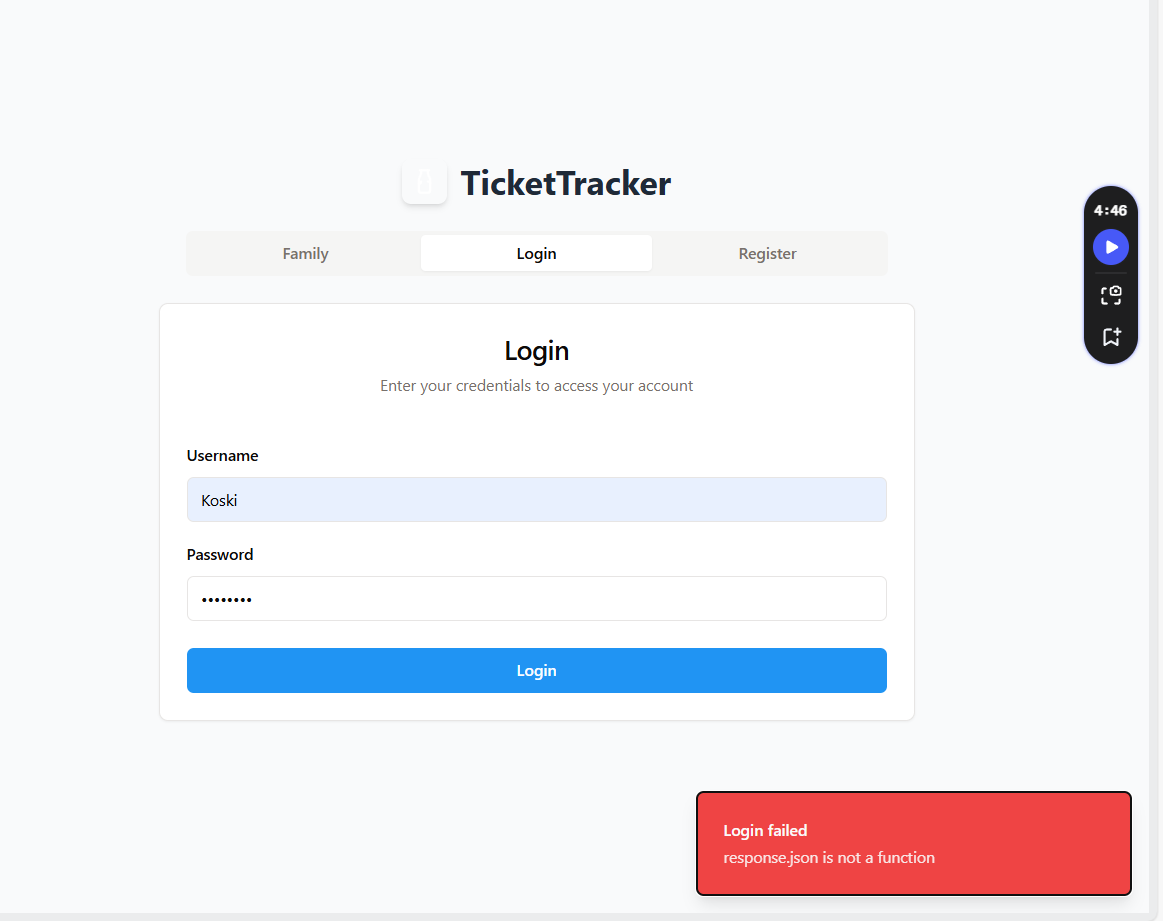 TicketTracker
4:46
Family
Login
Register
Login
Enter your credentials to access your account
Username
Koski
Password
••••••••
Login
Login failed
response.json is not a function